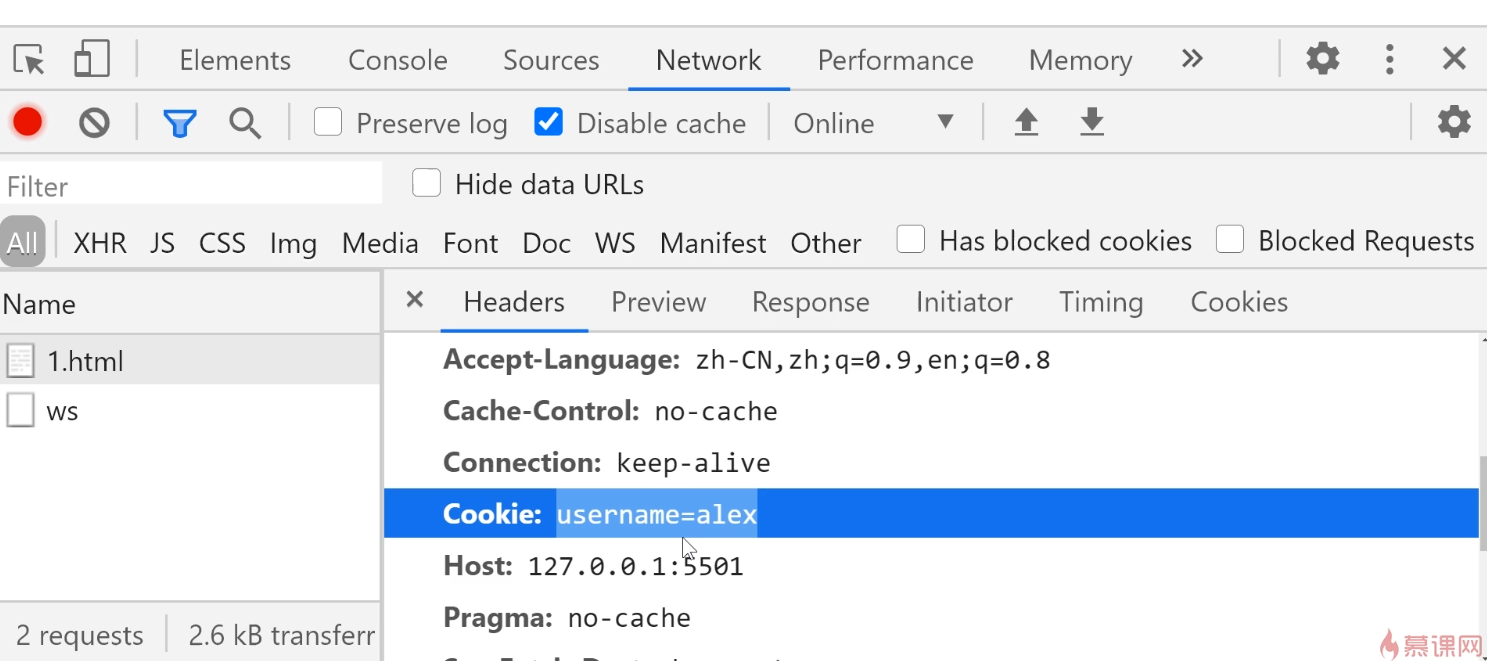 Elements Console Sources Network Performance Memory »
Preserve log Disable cache Online
Filter Hide data URLs
All XHR JS CSS Img Media Font Doc WS Manifest Other Has blocked cookies Blocked Requests
Name
× Headers Preview Response Initiator Timing Cookies
1.html
ws
Accept-Language: zh-CN,zh;q=0.9,en;q=0.8
Cache-Control: no-cache
Connection: keep-alive
Cookie: username=alex
Host: 127.0.0.1:5501
Pragma: no-cache
2 requests 2.6 kB transferr
慕课网